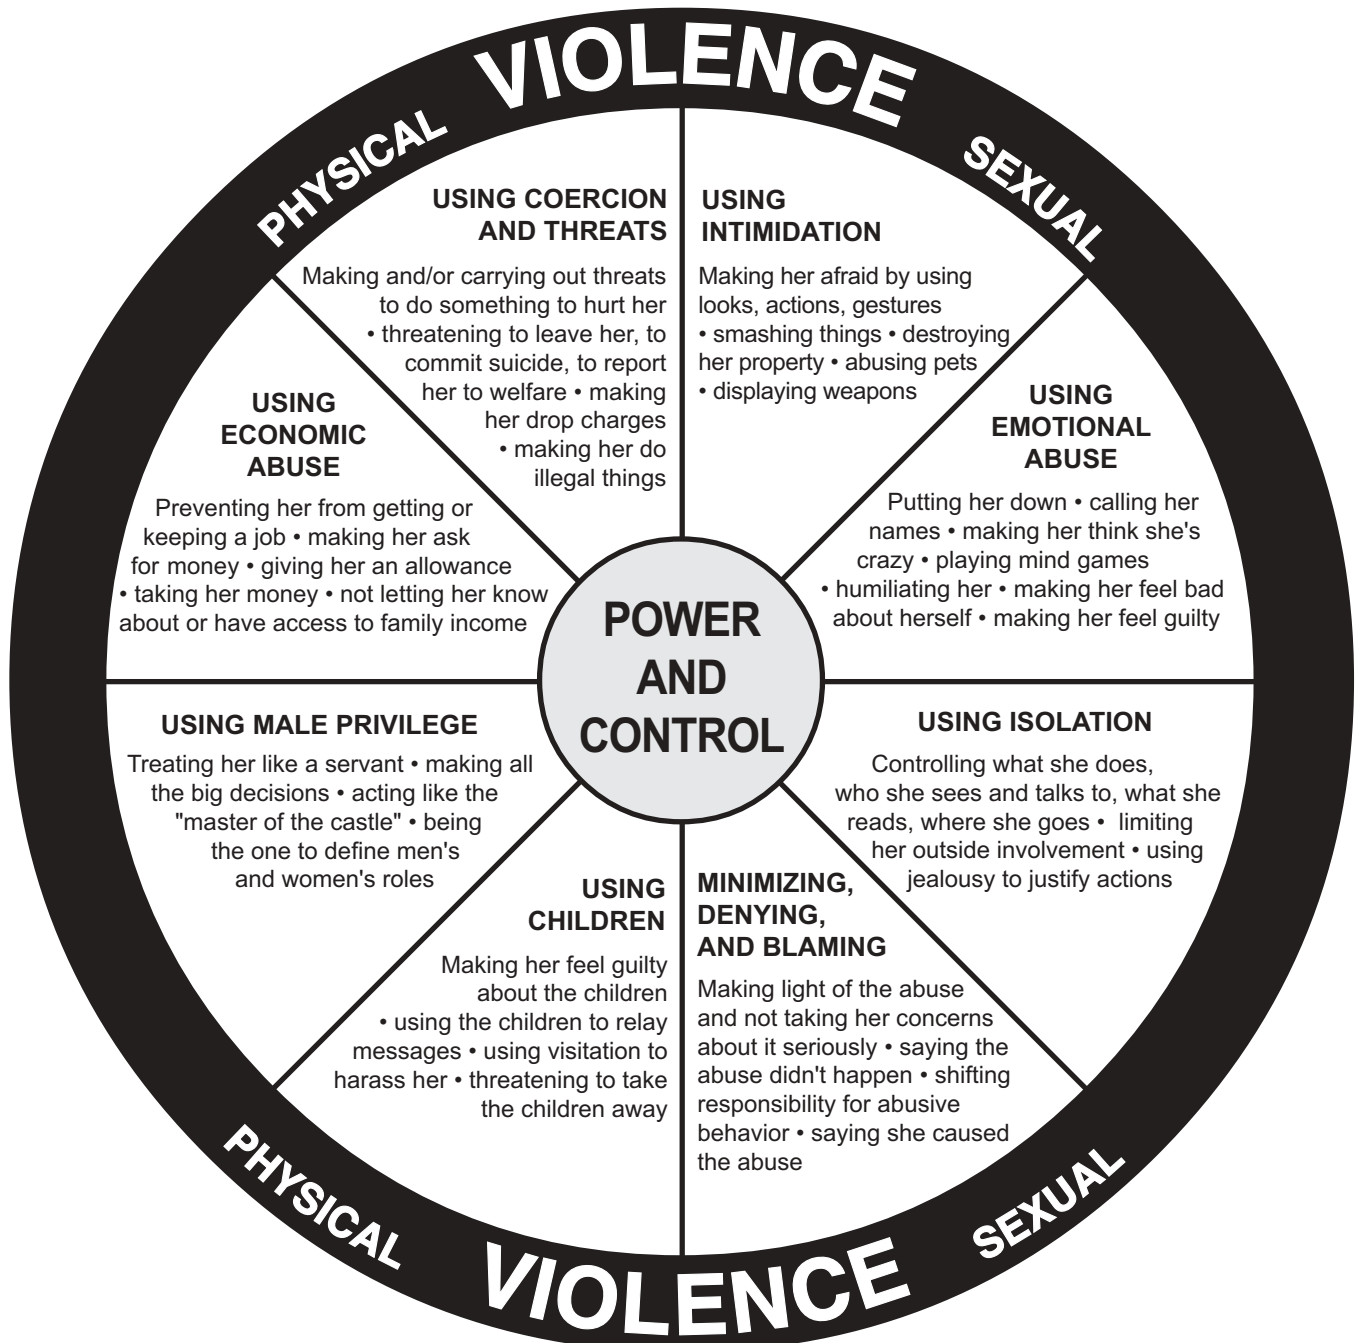 VIOLENCE
PHYSICAL
SEXUAL
USING COERCION
AND THREATS
Making and/or carrying out threats
to do something to hurt her
• threatening to leave her, to
commit suicide, to report
her to welfare • making
her drop charges
• making her do
illegal things
USING
INTIMIDATION
Making her afraid by using
looks, actions, gestures
• smashing things • destroying
her property • abusing pets
• displaying weapons
USING
ECONOMIC
ABUSE
Preventing her from getting or
keeping a job • making her ask
for money • giving her an allowance
• taking her money • not letting her know
about or have access to family income
USING
EMOTIONAL
ABUSE
Putting her down • calling her
names • making her think she's
crazy • playing mind games
• humiliating her • making her feel bad
about herself • making her feel guilty
POWER
AND
CONTROL
USING MALE PRIVILEGE
Treating her like a servant • making all
the big decisions • acting like the
"master of the castle" • being
the one to define men's
and women's roles
USING ISOLATION
Controlling what she does,
who she sees and talks to, what she
reads, where she goes • limiting
her outside involvement • using
jealousy to justify actions
USING
CHILDREN
Making her feel guilty
about the children
• using the children to relay
messages • using visitation to
harass her • threatening to take
the children away
MINIMIZING,
DENYING,
AND BLAMING
Making light of the abuse
and not taking her concerns
about it seriously • saying the
abuse didn't happen • shifting
responsibility for abusive
behavior • saying she caused
the abuse
PHYSICAL
VIOLENCE
SEXUAL